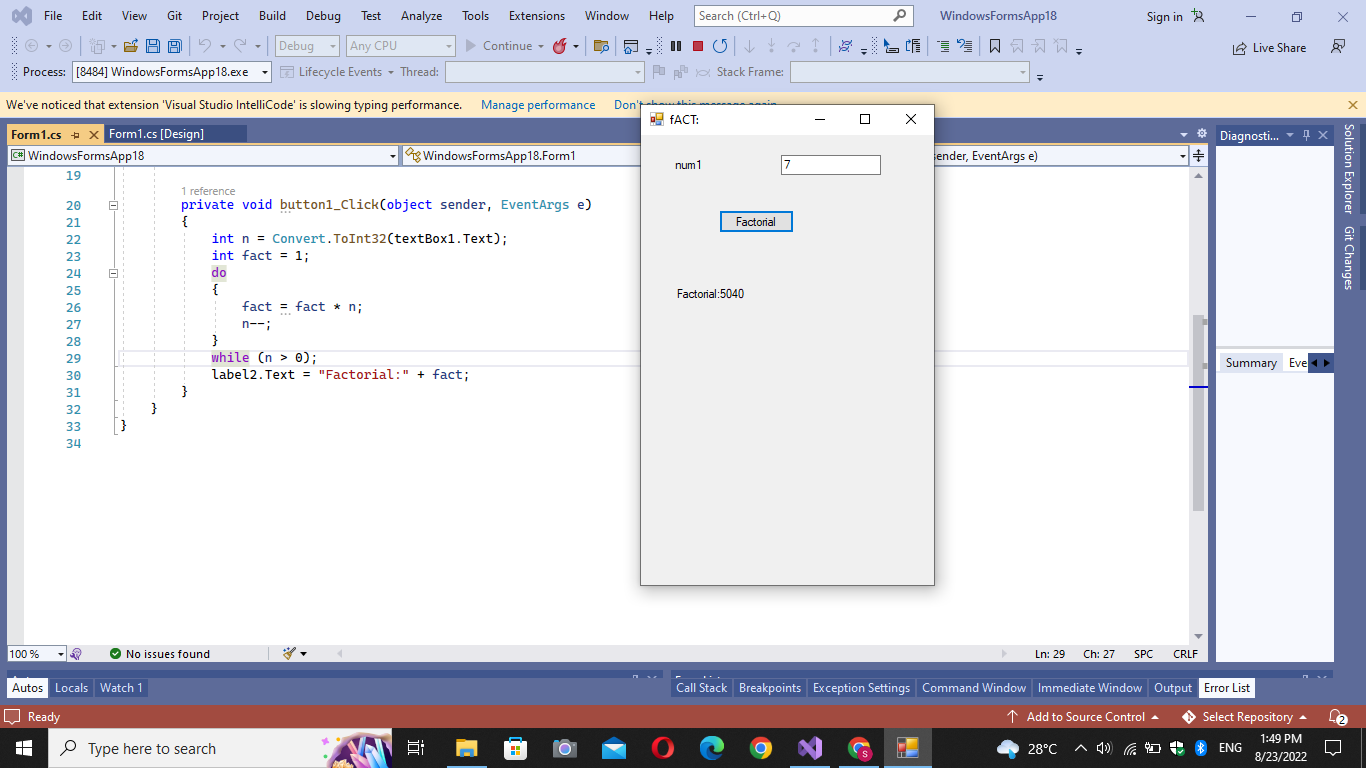 File Edit View Git Project Build Debug Test Analyze Tools Extensions Window Help Search (Ctrl+Q) WindowsFormsApp18 Sign in
Debug Any CPU Continue Live Share
Process: [8484] WindowsFormsApp18.exe Lifecycle Events Thread: Stack Frame:
We've noticed that extension 'Visual Studio IntelliCode' is slowing typing performance. Manage performance Don't show this message again
Form1.cs Form1.cs [Design]
WindowsFormsApp18 WindowsFormsApp18.Form1 sender, EventArgs e)
19
1 reference
20 private void button1_Click(object sender, EventArgs e)
21 {
22 int n = Convert.ToInt32(textBox1.Text);
23 int fact = 1;
24 do
25 {
26 fact = fact * n;
27 n--;
28 }
29 while (n > 0);
30 label2.Text = "Factorial:" + fact;
31 }
32 }
33 }
34
fACT:
num1 7
Factorial
Factorial:5040
Diagnosti...
Summary Eve
Solution Explorer
Git Changes
100 % No issues found Ln: 29 Ch: 27 SPC CRLF
Autos Locals Watch 1 Call Stack Breakpoints Exception Settings Command Window Immediate Window Output Error List
Ready Add to Source Control Select Repository 2
Type here to search S 28°C ENG 1:49 PM
8/23/2022